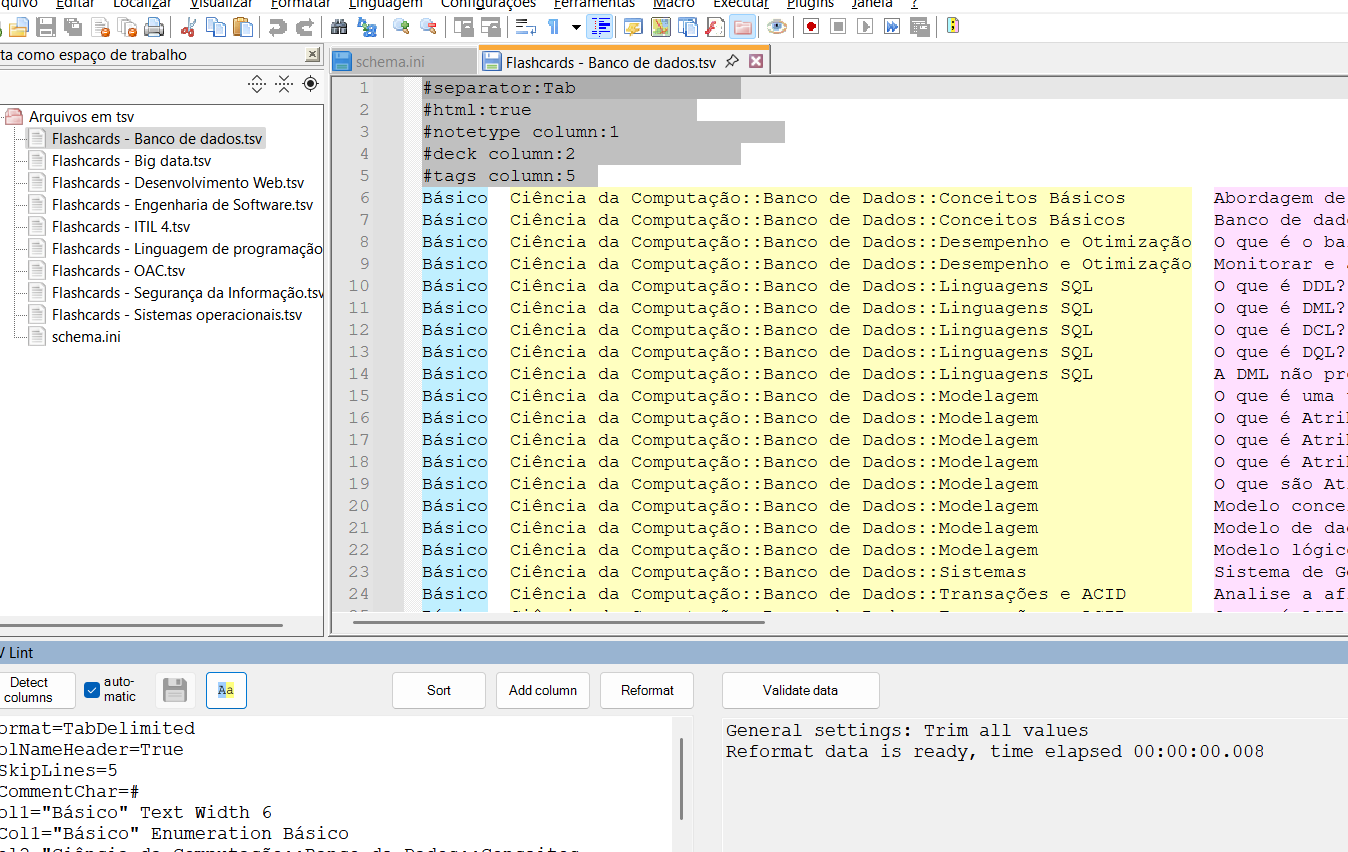 Editar Localizar Visualizar Formatar Linguagem Configurações Ferramentas Macro Executar Plugins Janela ?
ta como espaço de trabalho
schema.ini
Flashcards - Banco de dados.tsv
Arquivos em tsv
Flashcards - Banco de dados.tsv
Flashcards - Big data.tsv
Flashcards - Desenvolvimento Web.tsv
Flashcards - Engenharia de Software.tsv
Flashcards - ITIL 4.tsv
Flashcards - Linguagem de programação
Flashcards - OAC.tsv
Flashcards - Segurança da Informação.tsv
Flashcards - Sistemas operacionais.tsv
schema.ini
1 #separator:Tab
2 #html:true
3 #notetype column:1
4 #deck column:2
5 #tags column:5
6 Básico Ciência da Computação::Banco de Dados::Conceitos Básicos Abordagem de
7 Básico Ciência da Computação::Banco de Dados::Conceitos Básicos Banco de dad
8 Básico Ciência da Computação::Banco de Dados::Desempenho e Otimização O que é o ba
9 Básico Ciência da Computação::Banco de Dados::Desempenho e Otimização Monitorar e
10 Básico Ciência da Computação::Banco de Dados::Linguagens SQL O que é DDL?
11 Básico Ciência da Computação::Banco de Dados::Linguagens SQL O que é DML?
12 Básico Ciência da Computação::Banco de Dados::Linguagens SQL O que é DCL?
13 Básico Ciência da Computação::Banco de Dados::Linguagens SQL O que é DQL?
14 Básico Ciência da Computação::Banco de Dados::Linguagens SQL A DML não pr
15 Básico Ciência da Computação::Banco de Dados::Modelagem O que é uma
16 Básico Ciência da Computação::Banco de Dados::Modelagem O que é Atri
17 Básico Ciência da Computação::Banco de Dados::Modelagem O que é Atri
18 Básico Ciência da Computação::Banco de Dados::Modelagem O que é Atri
19 Básico Ciência da Computação::Banco de Dados::Modelagem O que são At
20 Básico Ciência da Computação::Banco de Dados::Modelagem Modelo conce
21 Básico Ciência da Computação::Banco de Dados::Modelagem Modelo de da
22 Básico Ciência da Computação::Banco de Dados::Modelagem Modelo lógic
23 Básico Ciência da Computação::Banco de Dados::Sistemas Sistema de G
24 Básico Ciência da Computação::Banco de Dados::Transações e ACID Analise a af
V Lint
Detect columns
auto-matic
Aa
Sort
Add column
Reformat
Validate data
ormat=TabDelimited
olNameHeader=True
SkipLines=5
CommentChar=#
ol1="Básico" Text Width 6
Col1="Básico" Enumeration Básico
General settings: Trim all values
Reformat data is ready, time elapsed 00:00:00.008